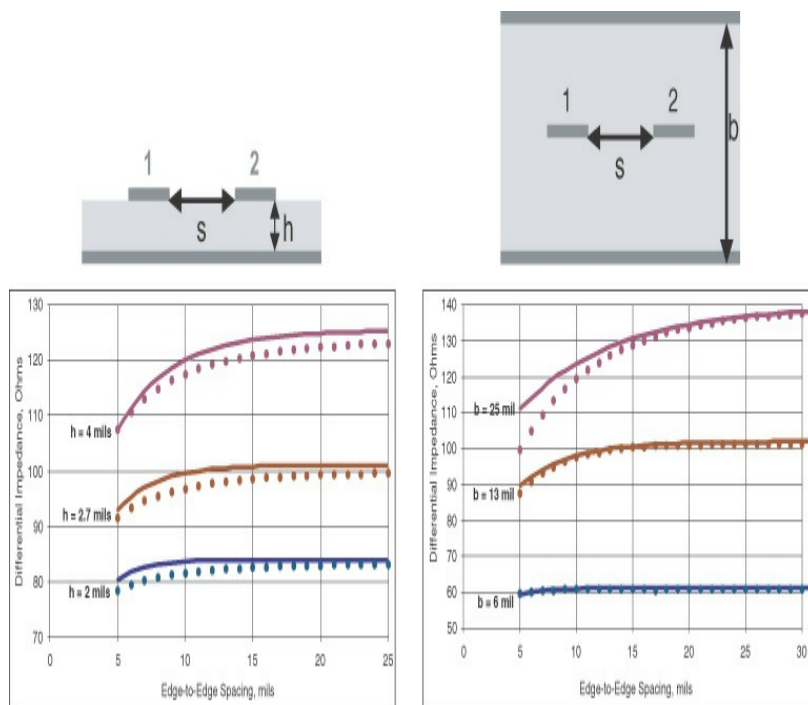 1 2
s
h
1 2
b
s
130
120
110
100
90
80
70
Differential Impedance, Ohms
h = 4 mils
h = 2.7 mils
h = 2 mils
0 5 10 15 20 25
Edge-to-Edge Spacing, mils
140
130
120
110
100
90
80
70
60
50
Differential Impedance, Ohms
b = 25 mil
b = 13 mil
b = 6 mil
0 5 10 15 20 25 30
Edge-to-Edge Spacing, mils